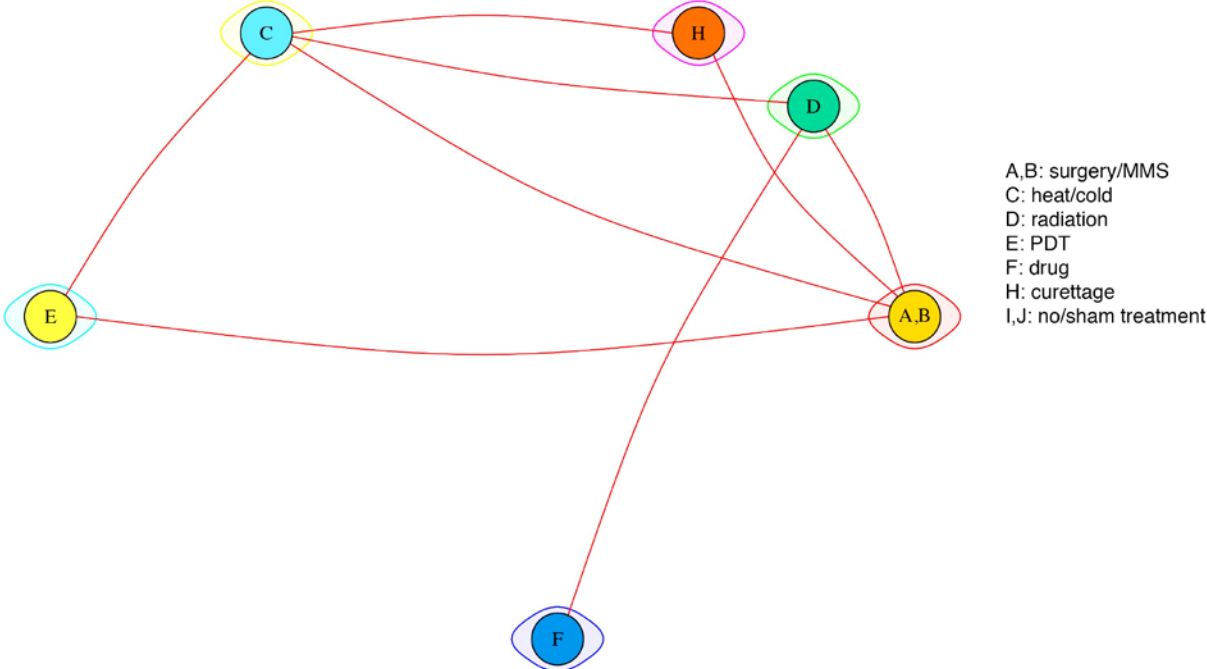 C
H
D
E
A,B
F
A,B: surgery/MMS
C: heat/cold
D: radiation
E: PDT
F: drug
H: curettage
I,J: no/sham treatment